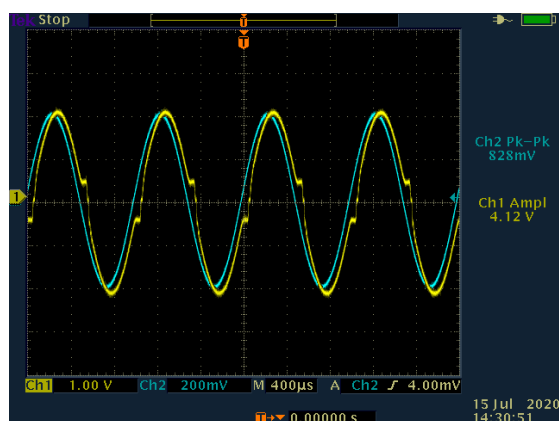 Stop
T
T
Ch2 Pk-Pk
828mV
Ch1 Ampl
4.12 V
1
Ch1 1.00 V Ch2 200mV M 400µs A Ch2 4.00mV
T 0.00000 s
15 Jul 2020
14:30:51